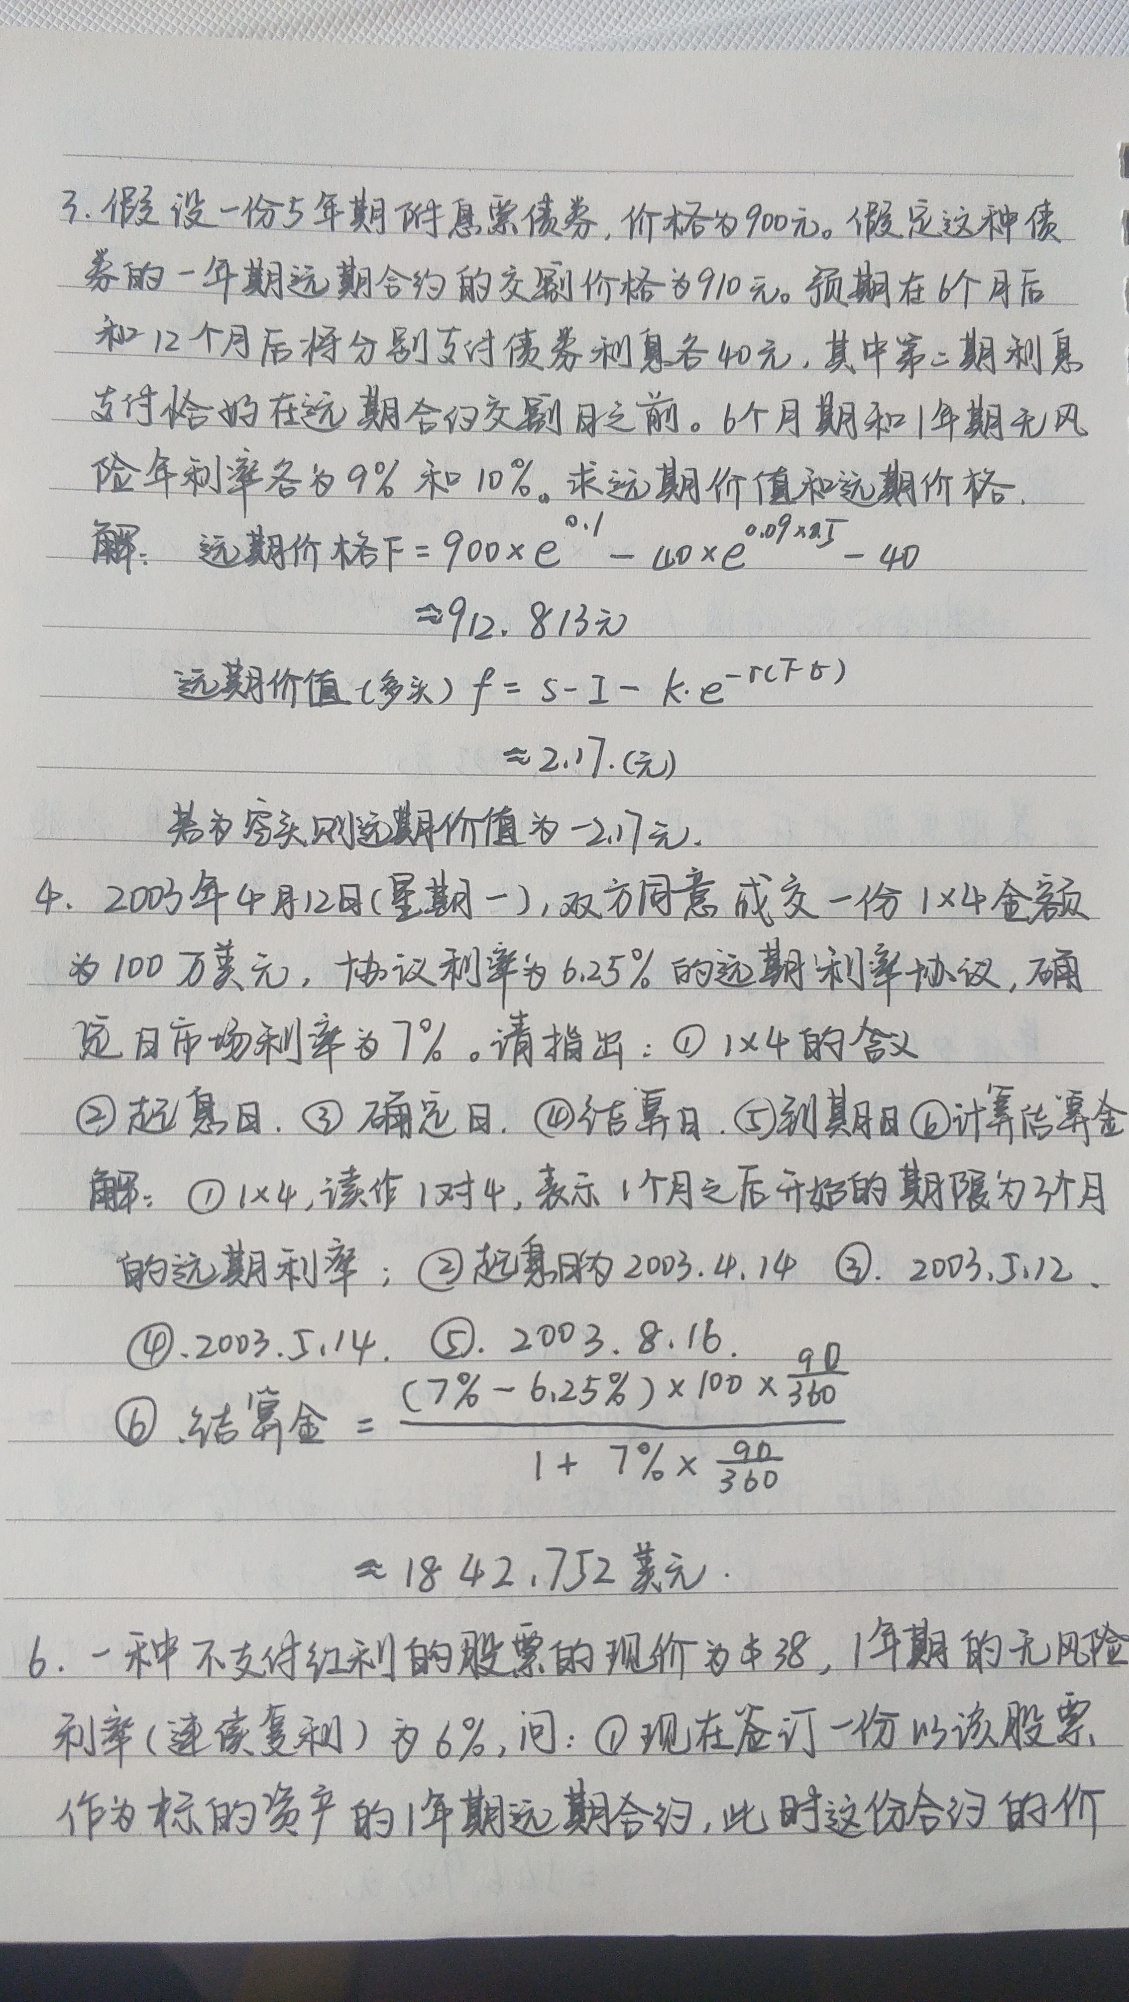 3. 假设一份5年期附息票债券, 价格为900元。假定这种债
券的一年期远期合约的交割价格为910元。预期在6个月后
和12个月后将分别支付债券利息各40元, 其中第二期利息
支付恰好在远期合约交割日之前。6个月期和1年期无风
险年利率各为9% 和10%。求远期价值和远期价格.
解: 远期价格F = 900×e^0.1 - 40×e^0.09×0.5 - 40
≈912.813元
远期价值(多头) f = S-I-K·e^-r(T-t)
≈2.17.(元)
若为空头则远期价值为-2.17元.
4. 2003年4月12日(星期一), 双方同意成交一份1×4金额
为100万美元, 协议利率为6.25%的远期利率协议, 确
定日市场利率为7%。请指出: ①1×4的含义
②起息日. ③确定日. ④结算日. ⑤到期日⑥计算结算金
解: ①1×4, 读作1对4, 表示1个月之后开始的期限为3个月
的远期利率; ②起息日为2003.4.14 ③. 2003.5.12.
④.2003.5.14. ⑤. 2003.8.16.
⑥.结算金 = ((7%-6.25%)×100×90/360)/(1+7%×90/360)
≈1842.752美元.
6. 一种不支付红利的股票的现价为$38, 1年期的无风险
利率(连续复利)为6%, 问: ①现在签订一份以该股票
作为标的资产的1年期远期合约, 此时这份合约的价